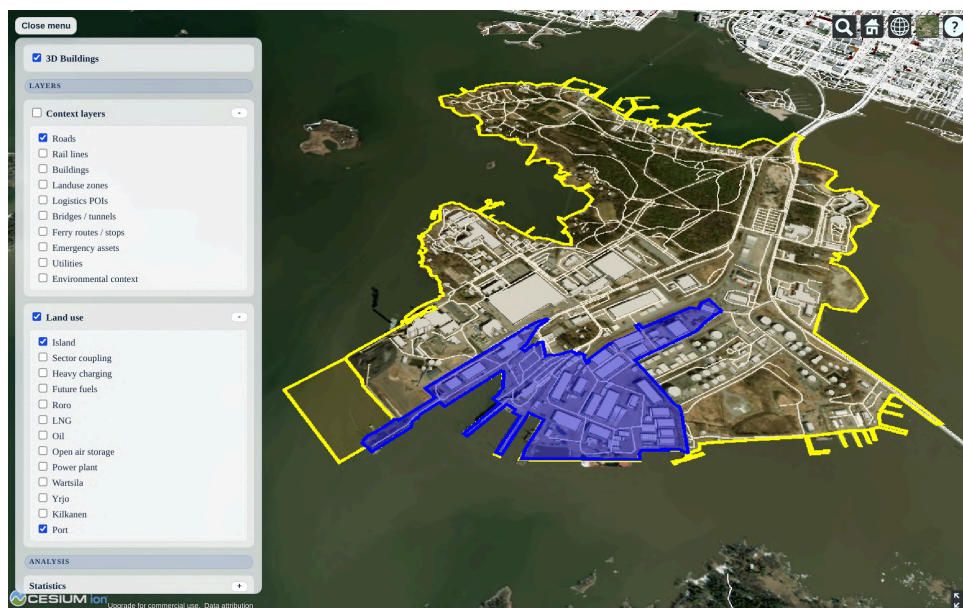 Close menu
3D Buildings
LAYERS
Context layers
-
Roads
Rail lines
Buildings
Landuse zones
Logistics POIs
Bridges / tunnels
Ferry routes / stops
Emergency assets
Utilities
Environmental context
Land use
-
Island
Sector coupling
Heavy charging
Future fuels
Roro
LNG
Oil
Open air storage
Power plant
Wartsila
Yrjo
Kilkanen
Port
ANALYSIS
Statistics
+
CESIUM ion
Upgrade for commercial use. Data attribution
?